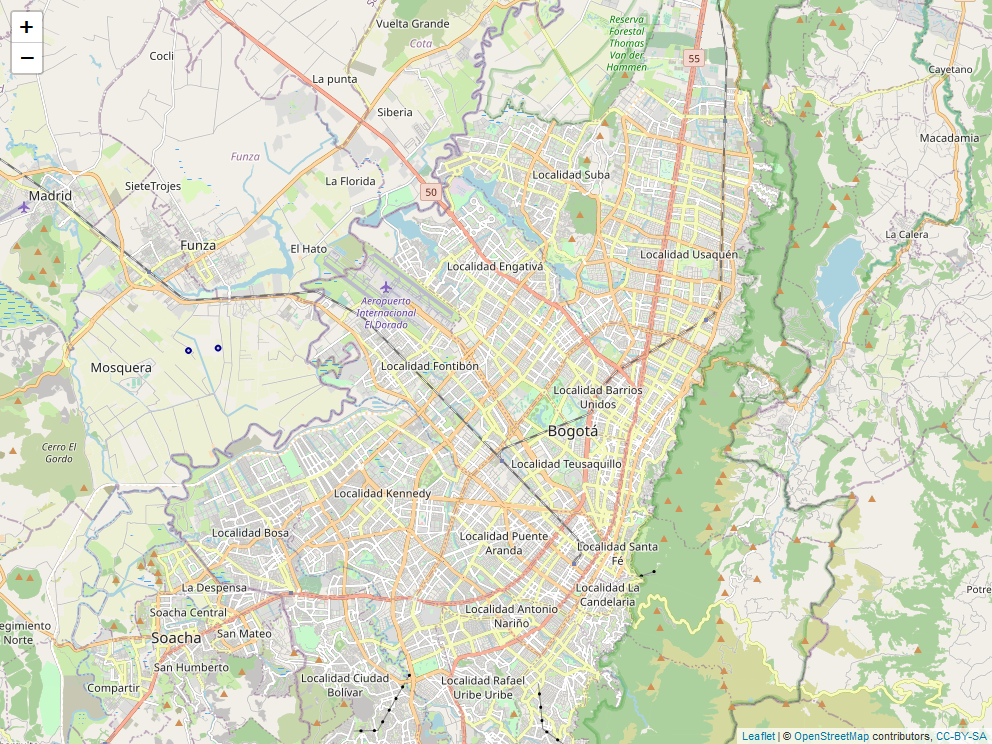 +
−
Vuelta Grande
Cota
Cocli
La punta
Siberia
Reserva
Forestal
Thomas
Van der
Hammen
55
Cayetano
Macadamia
Funza
La Florida
50
SieteTrojes
Madrid
Localidad Suba
Funza
El Hato
La Calera
Localidad Usaquén
Localidad Engativá
Aeropuerto
Internacional
El Dorado
Mosquera
Localidad Fontibón
Localidad Barrios
Unidos
Bogotá
Cerro El
Gordo
Localidad Teusaquillo
Localidad Kennedy
Localidad Bosa
Localidad Puente
Aranda
Localidad Santa
Fé
La Despensa
Localidad La
Candelaria
Potre
Soacha Central
Localidad Antonio
Nariño
egimiento
Norte
Soacha
San Mateo
San Humberto
Compartir
Localidad Ciudad
Bolívar
Localidad Rafael
Uribe Uribe
Leaflet | © OpenStreetMap contributors, CC-BY-SA